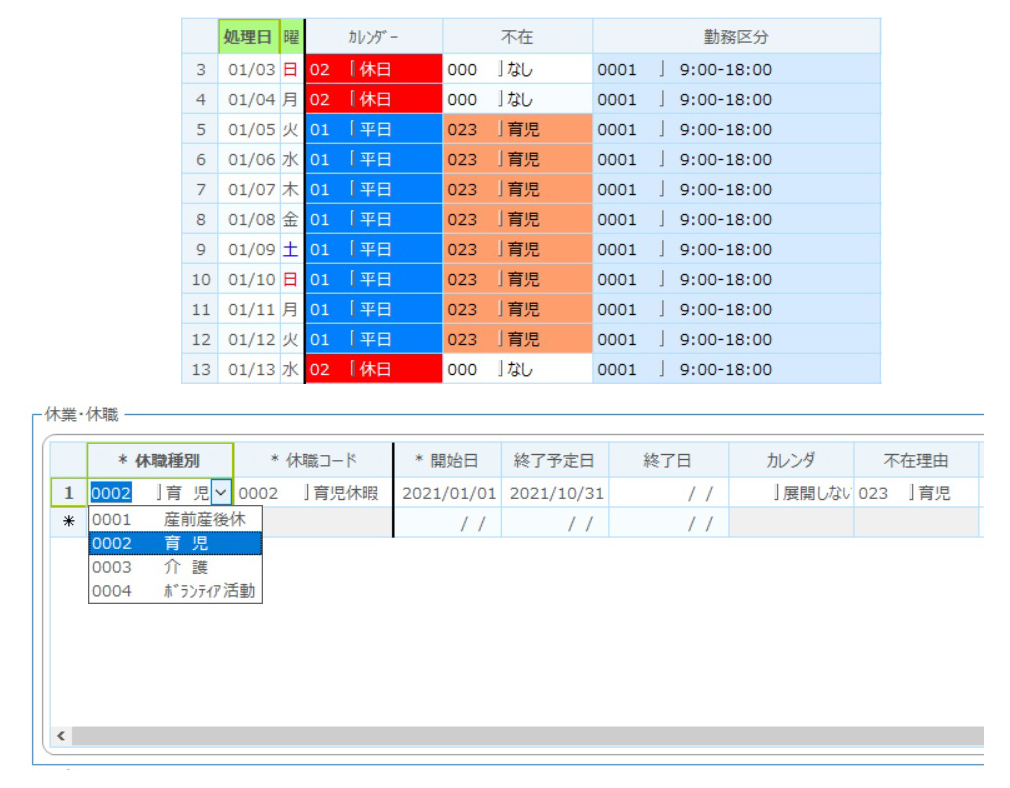 処理日 曜 ｶﾚﾝﾀﾞｰ 不在 勤務区分
3 01/03 日 02 休日 000 なし 0001 9:00-18:00
4 01/04 月 02 休日 000 なし 0001 9:00-18:00
5 01/05 火 01 平日 023 育児 0001 9:00-18:00
6 01/06 水 01 平日 023 育児 0001 9:00-18:00
7 01/07 木 01 平日 023 育児 0001 9:00-18:00
8 01/08 金 01 平日 023 育児 0001 9:00-18:00
9 01/09 土 01 平日 023 育児 0001 9:00-18:00
10 01/10 日 01 平日 023 育児 0001 9:00-18:00
11 01/11 月 01 平日 023 育児 0001 9:00-18:00
12 01/12 火 01 平日 023 育児 0001 9:00-18:00
13 01/13 水 02 休日 000 なし 0001 9:00-18:00
休業・休職
* 休職種別 * 休職コード * 開始日 終了予定日 終了日 カレンダ 不在理由
1 0002 育 児 0002 育児休暇 2021/01/01 2021/10/31 / / 展開しない 023 育児
* / / / / / /
0001 産前産後休
0002 育 児
0003 介 護
0004 ﾎﾞﾗﾝﾃｨｱ活動